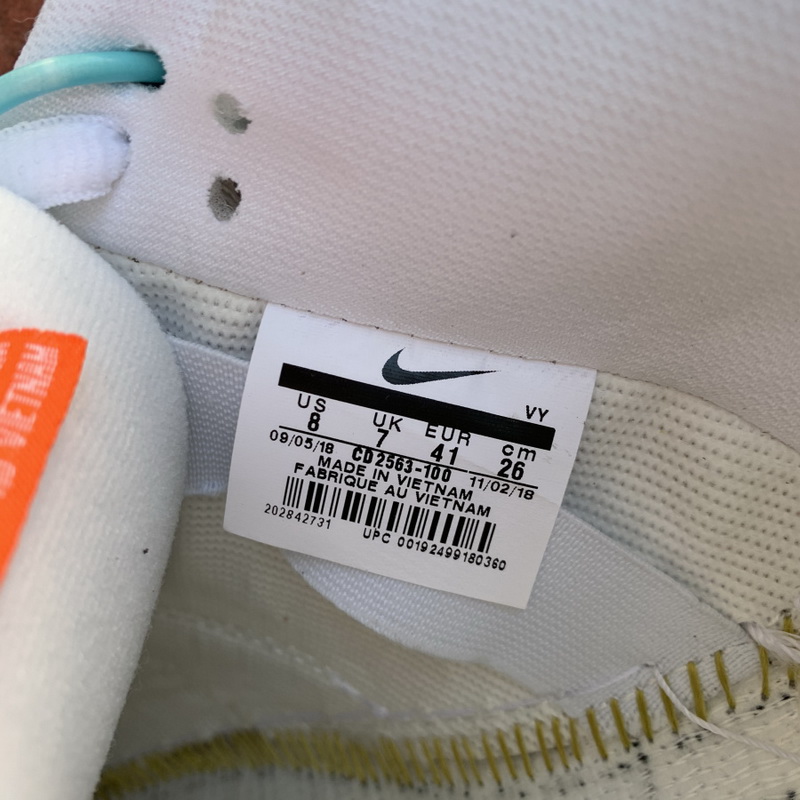 VY
US UK EUR cm
8 7 41 26
09/05/18 CD2563-100 11/02/18
MADE IN VIETNAM
FABRIQUE AU VIETNAM
202842731
UPC 00192499180360
VIETNAM